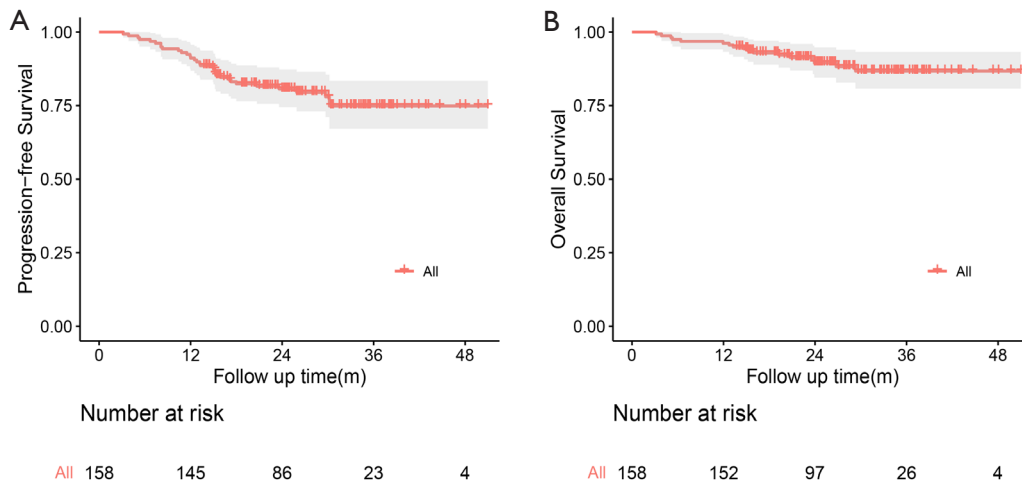 A
Progression-free Survival
1.00
0.75
0.50
0.25
0.00
All
0 12 24 36 48
Follow up time(m)
Number at risk
All 158 145 86 23 4
B
Overall Survival
1.00
0.75
0.50
0.25
0.00
All
0 12 24 36 48
Follow up time(m)
Number at risk
All 158 152 97 26 4